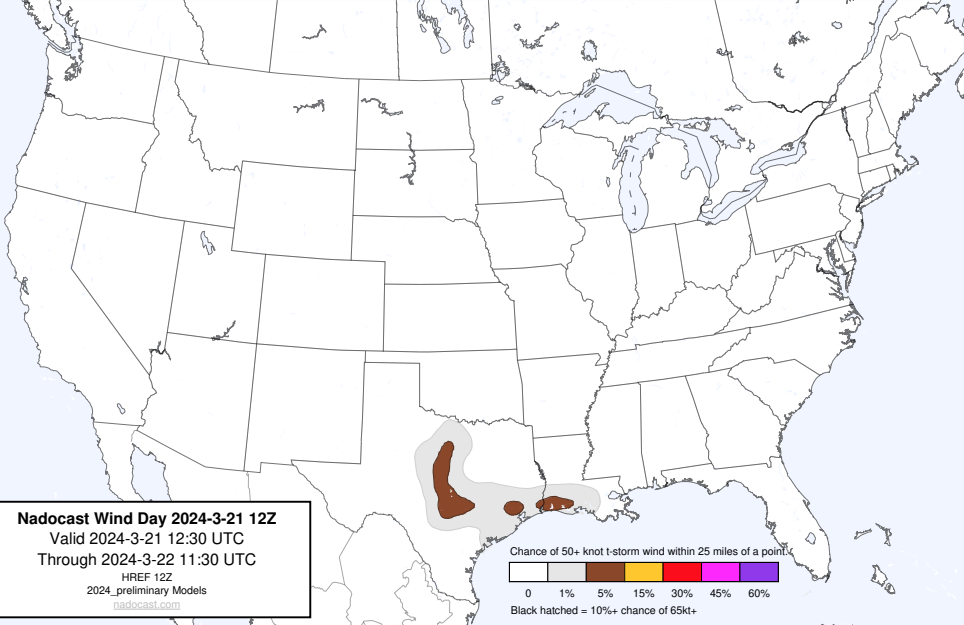 Nadocast Wind Day 2024-3-21 12Z
Valid 2024-3-21 12:30 UTC
Through 2024-3-22 11:30 UTC
HREF 12Z
2024_preliminary Models
nadocast.com
Chance of 50+ knot t-storm wind within 25 miles of a point.
0 1% 5% 15% 30% 45% 60%
Black hatched = 10%+ chance of 65kt+